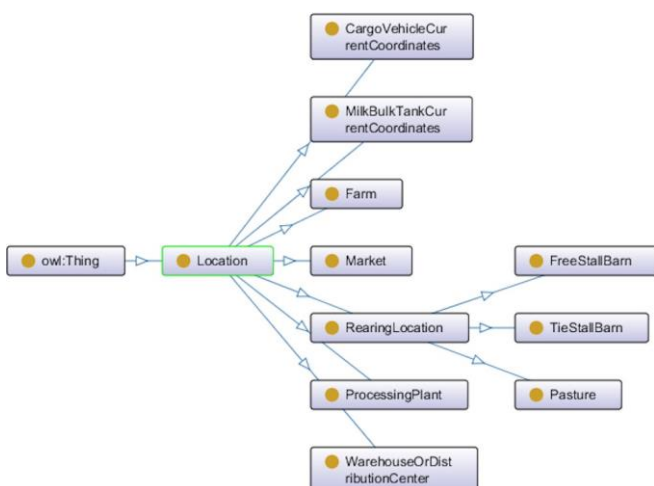 CargoVehicleCur
rentCoordinates
MilkBulkTankCur
rentCoordinates
Farm
owl:Thing
Location
Market
FreeStallBarn
RearingLocation
TieStallBarn
ProcessingPlant
Pasture
WarehouseOrDist
ributionCenter